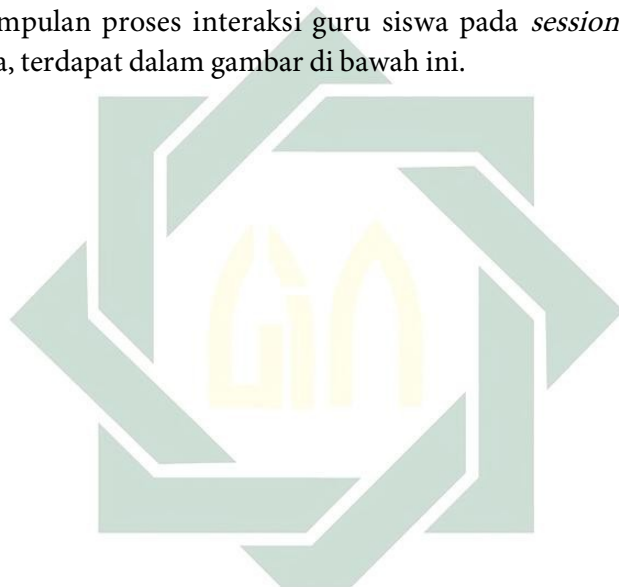 mpulan proses interaksi guru siswa pada session
a, terdapat dalam gambar di bawah ini.